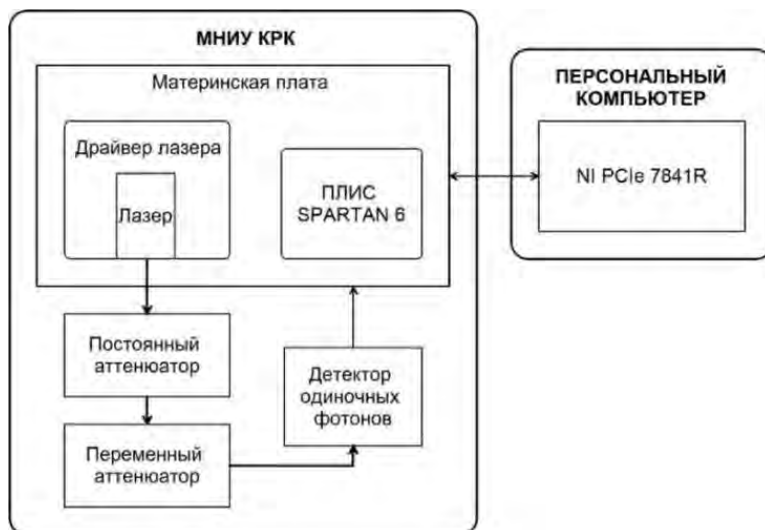 МНИУ КРК
Материнская плата
Драйвер лазера
Лазер
ПЛИС
SPARTAN 6
Постоянный
аттенюатор
Переменный
аттенюатор
Детектор
одиночных
фотонов
ПЕРСОНАЛЬНЫЙ
КОМПЬЮТЕР
NI PCIe 7841R